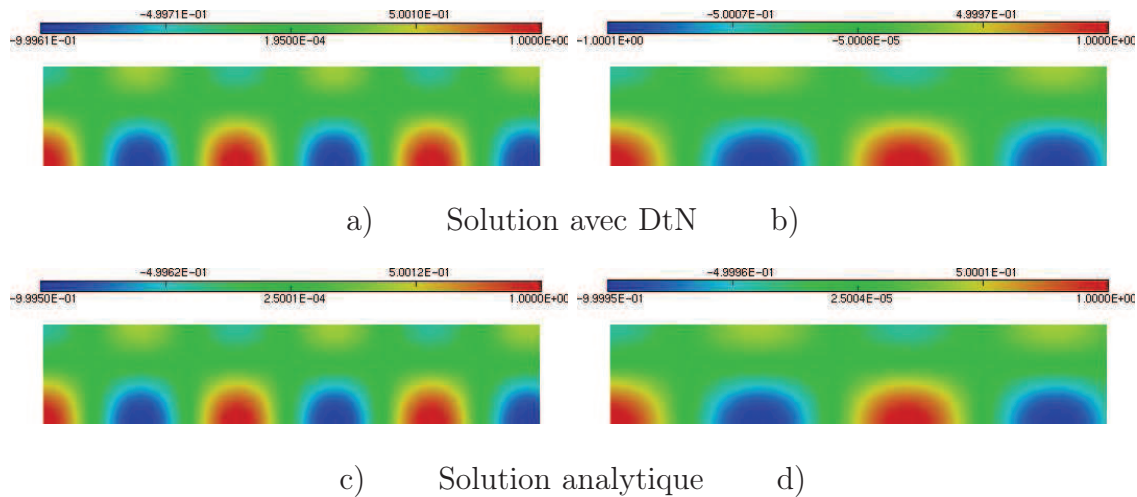 -4.9971E-01 5.0010E-01 -5.0007E-01 4.9997E-01
-9.9961E-01 1.9500E-04 1.0000E+00 -1.0001E+00 -5.0008E-05 1.0000E+00
a) Solution avec DtN b)
-4.9962E-01 5.0012E-01 -4.9996E-01 5.0001E-01
-9.9950E-01 2.5001E-04 1.0000E+00 -9.9995E-01 2.5004E-05 1.0000E+00
c) Solution analytique d)